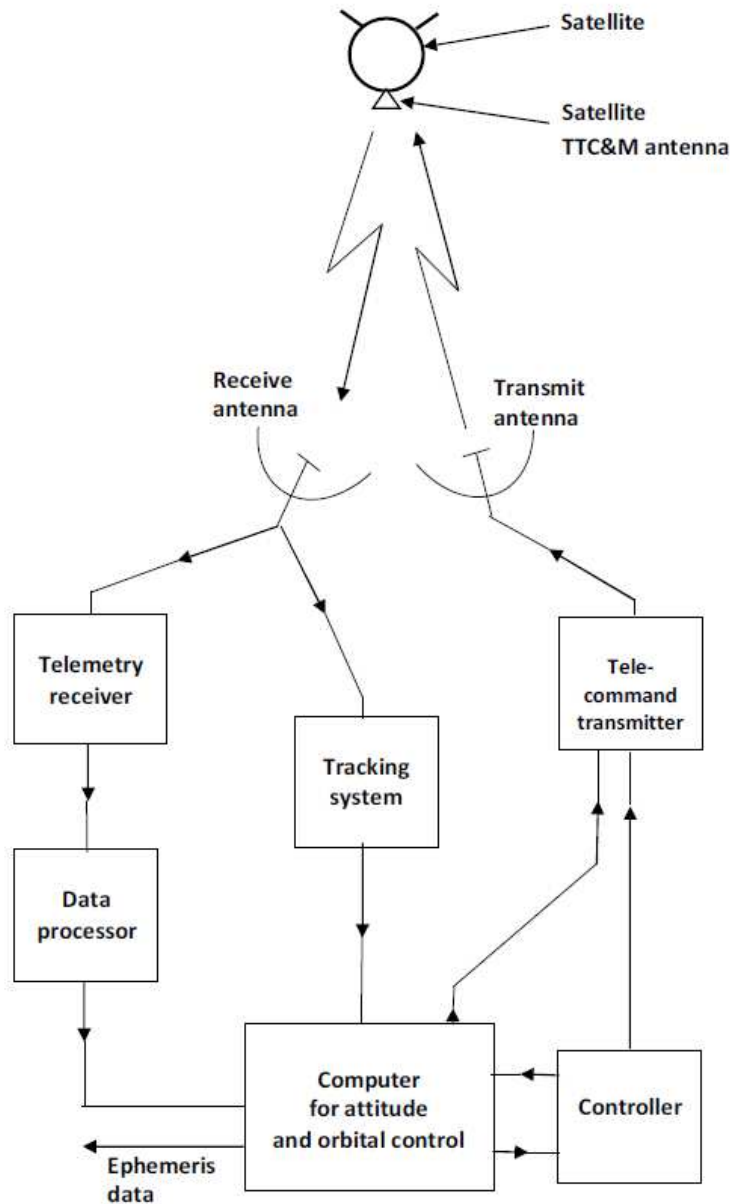 Satellite
Satellite
TTC&M antenna
Receive
antenna
Transmit
antenna
Telemetry
receiver
Tele-
command
transmitter
Tracking
system
Data
processor
Computer
for attitude
and orbital control
Controller
Ephemeris
data